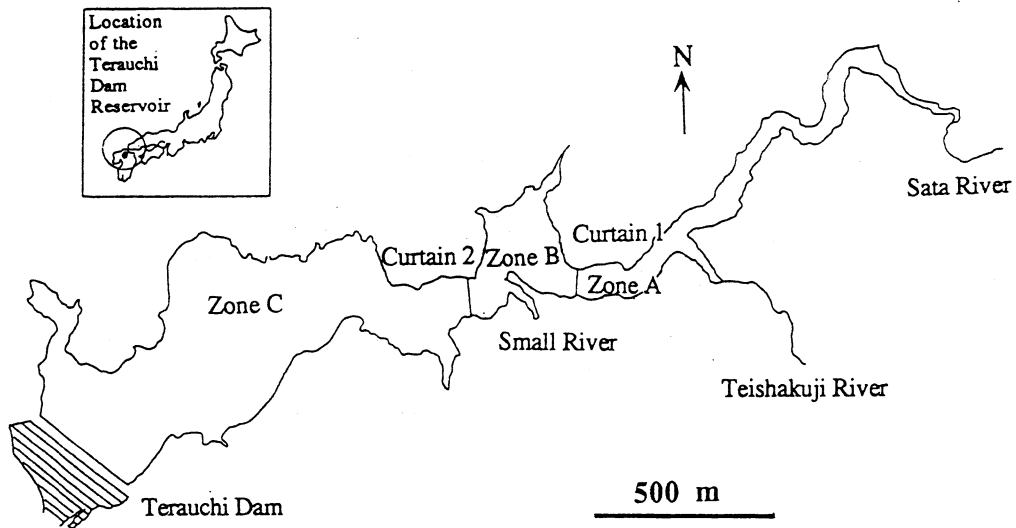 Location
of the
Terauchi
Dam
Reservoir
N
Sata River
Curtain 1
Curtain 2
Zone B
Zone A
Zone C
Small River
Teishakuji River
500 m
Terauchi Dam